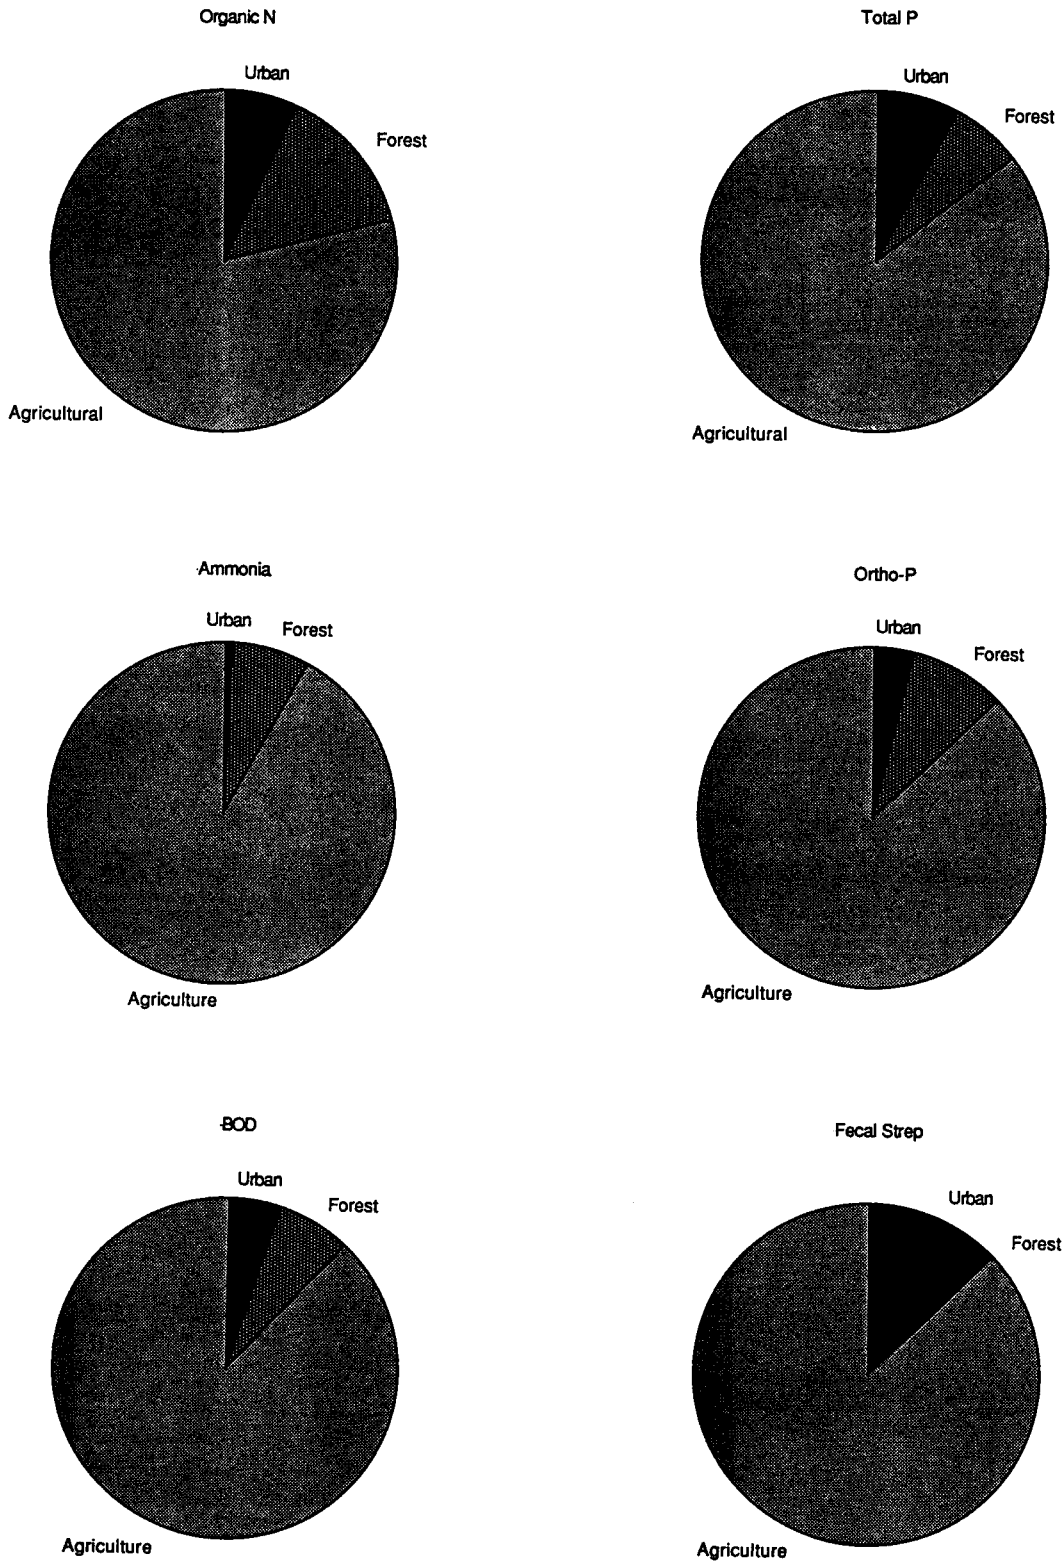 Organic N
Urban
Forest
Agricultural
Total P
Urban
Forest
Agricultural
Ammonia
Urban
Forest
Agriculture
Ortho-P
Urban
Forest
Agriculture
BOD
Urban
Forest
Agriculture
Fecal Strep
Urban
Forest
Agriculture